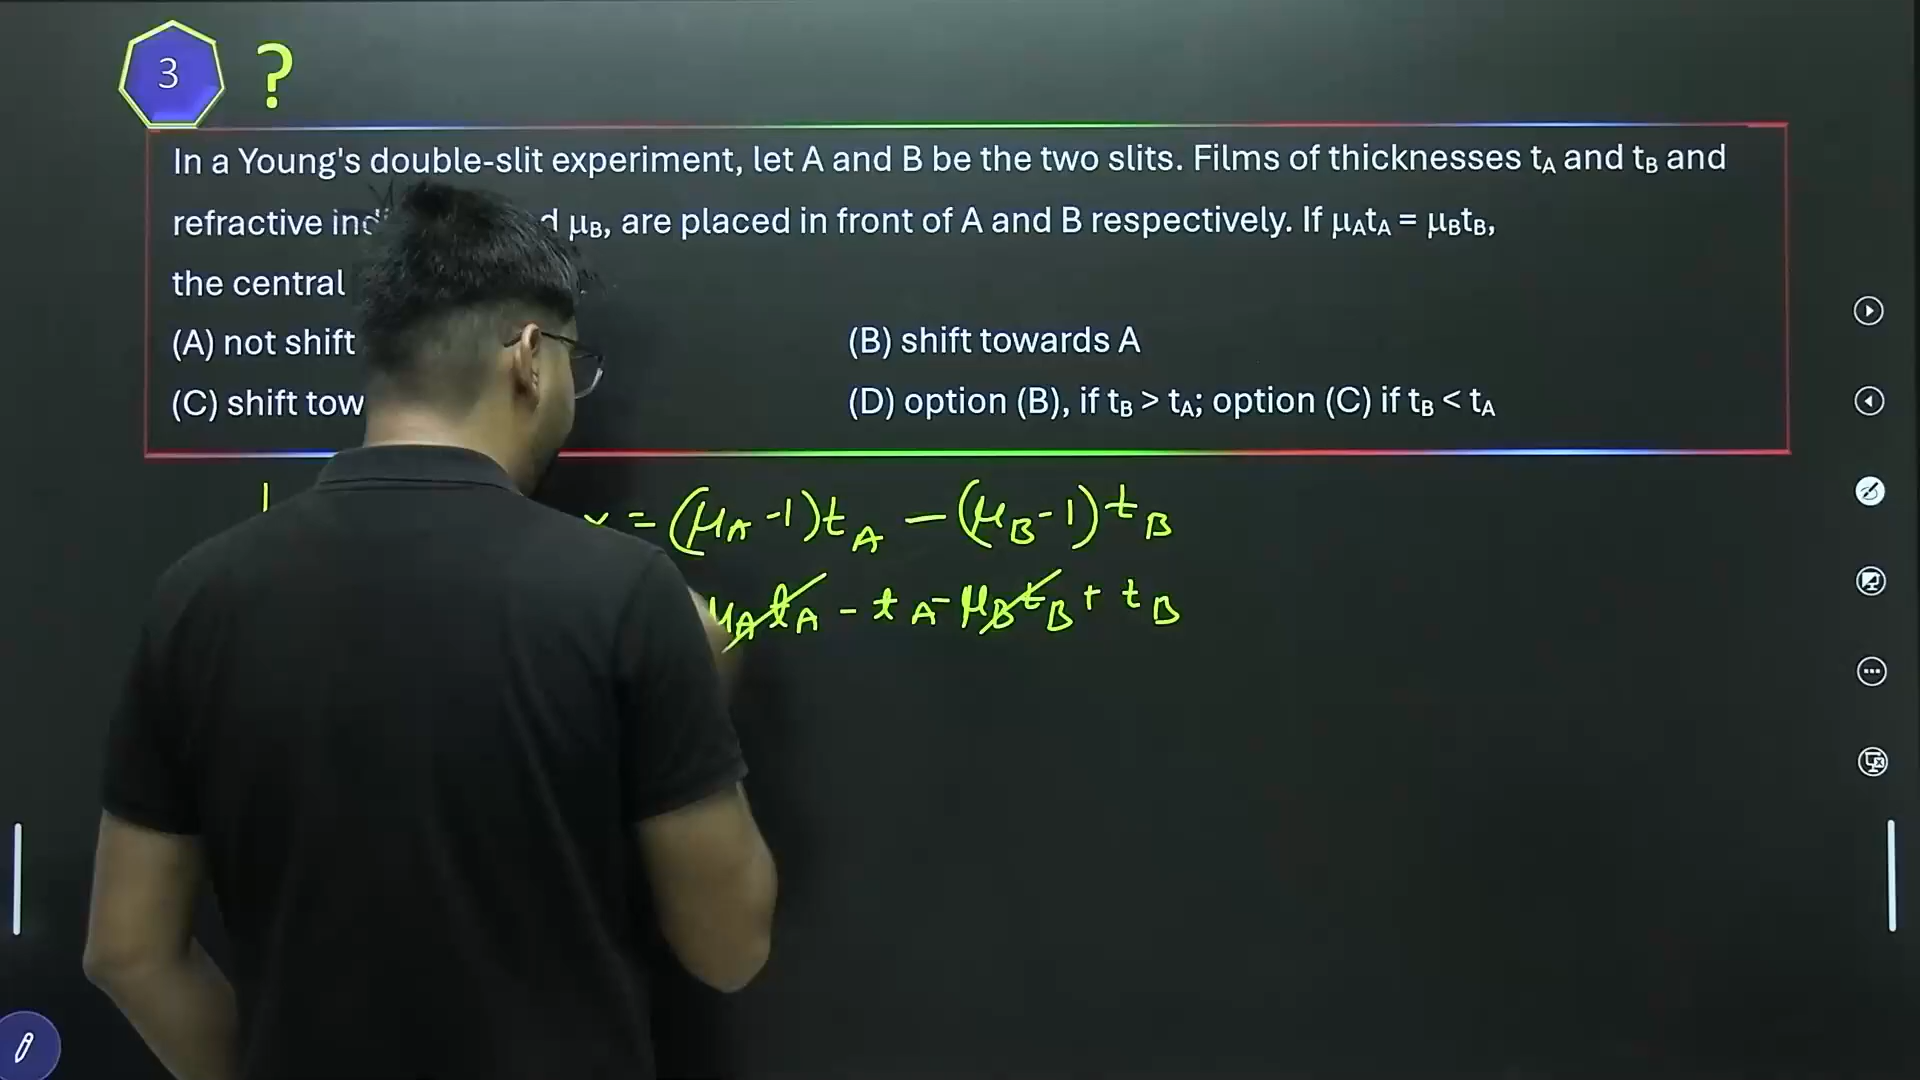 3 ?
In a Young's double-slit experiment, let A and B be the two slits. Films of thicknesses tA and tB and
refractive d μB, are placed in front of A and B respectively. If μAtA = μBtB,
the central
(A) not shift (B) shift towards A
(C) shift (D) option (B), if tB > tA; option (C) if tB < tA
= (μA -1)tA - (μB -1)tB
μAtA - tA - μBtB + tB